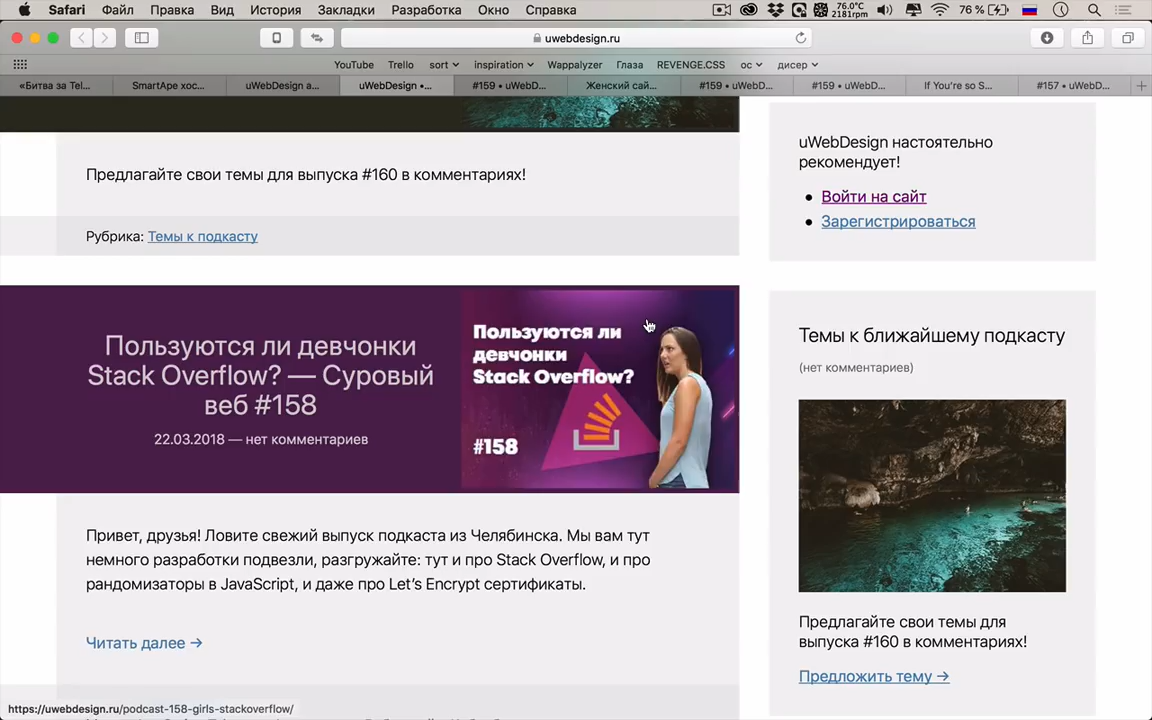 Safari Файл Правка Вид История Закладки Разработка Окно Справка 76.0°C 2181rpm 76 %
uwebdesign.ru
YouTube Trello sort inspiration Wappalyzer Глаза REVENGE.CSS ос дисер
«Битва за Tel... SmartApe хос... uWebDesign а... uWebDesign •... #159 • uWebD... Женский сай... #159 • uWebD... #159 • uWebD... If You're so S... #157 • uWebD...
Предлагайте свои темы для выпуска #160 в комментариях!
Рубрика: Темы к подкасту
Пользуются ли девчонки
Stack Overflow? — Суровый
веб #158
22.03.2018 — нет комментариев
Пользуются ли
девчонки
Stack Overflow?
#158
Привет, друзья! Ловите свежий выпуск подкаста из Челябинска. Мы вам тут
немного разработки подвезли, разгружайте: тут и про Stack Overflow, и про
рандомизаторы в JavaScript, и даже про Let's Encrypt сертификаты.
Читать далее →
uWebDesign настоятельно
рекомендует!
Войти на сайт
Зарегистрироваться
Темы к ближайшему подкасту
(нет комментариев)
Предлагайте свои темы для
выпуска #160 в комментариях!
Предложить тему →
https://uwebdesign.ru/podcast-158-girls-stackoverflow/